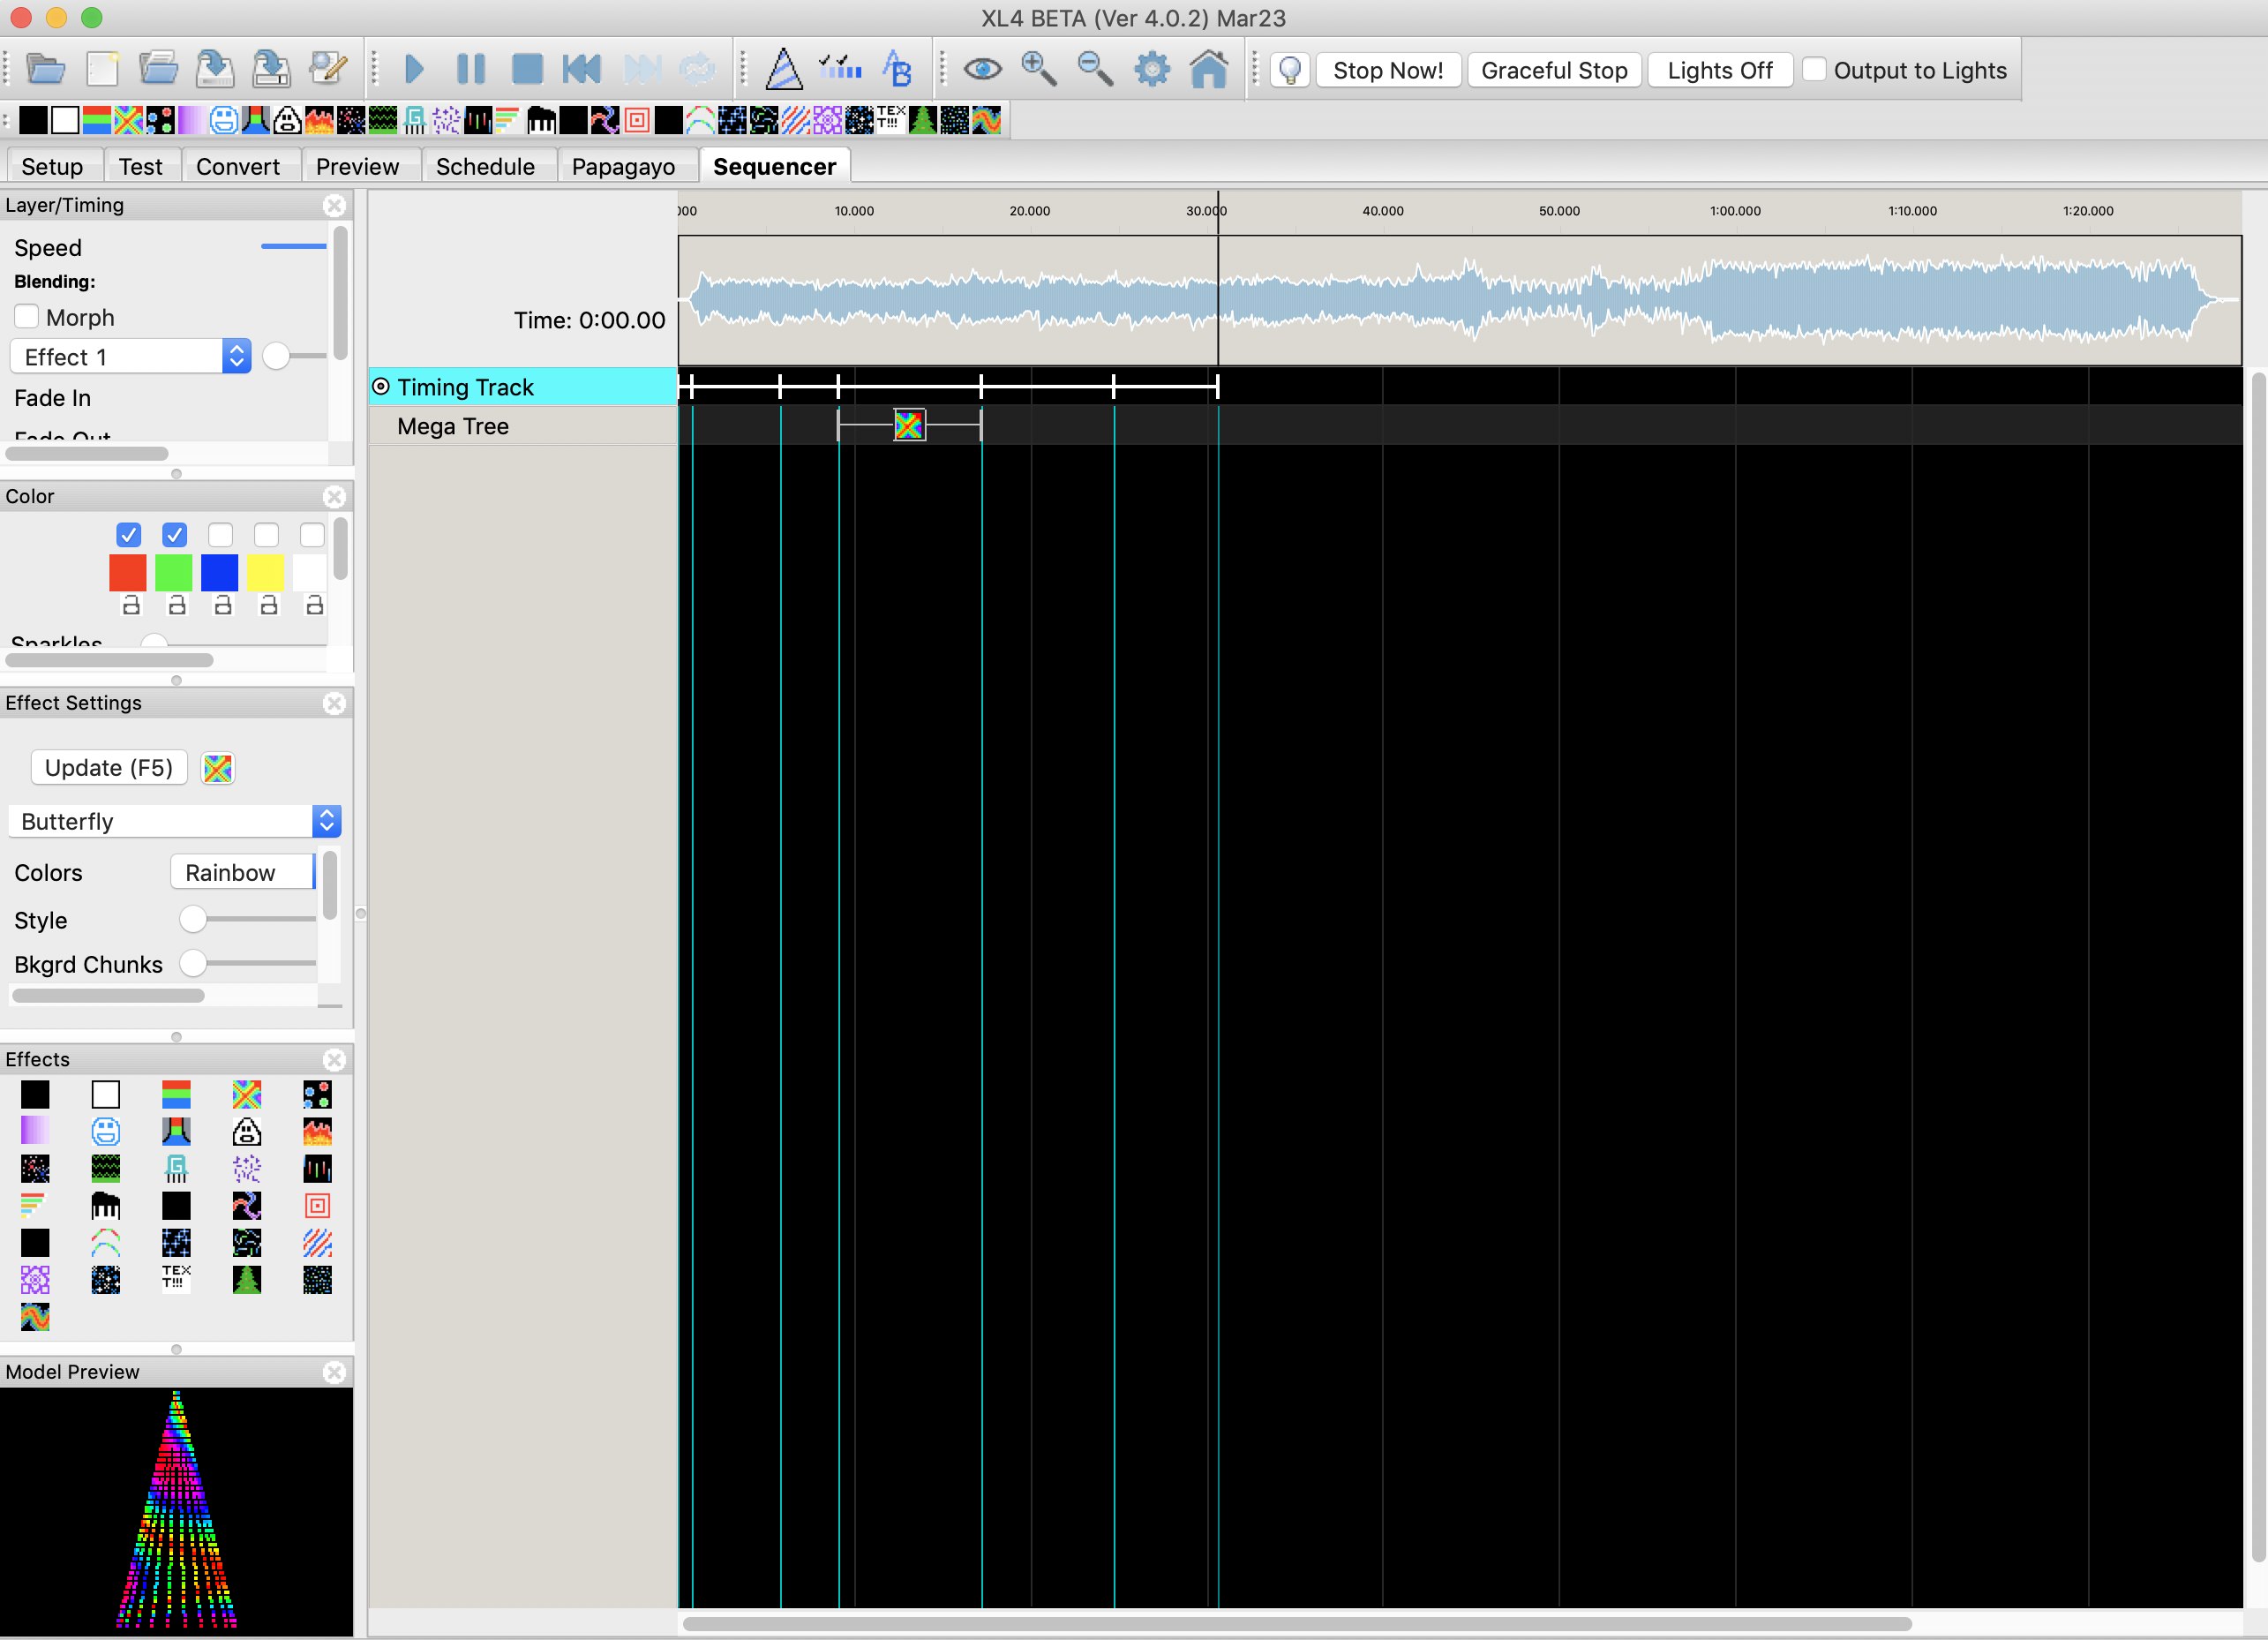 XL4 BETA (Ver 4.0.2) Mar23
Stop Now! Graceful Stop Lights Off Output to Lights
TEX
T!!!
Setup Test Convert Preview Schedule Papagayo Sequencer
Layer/Timing
Speed
Blending:
Morph
Effect 1
Fade In
Fade Out
Color
Sparkles
Effect Settings
Update (F5)
Butterfly
Colors Rainbow
Style
Bkgrd Chunks
Effects
TEX
T!!!
Model Preview
000 10.000 20.000 30.000 40.000 50.000 1:00.000 1:10.000 1:20.000
Time: 0:00.00
Timing Track
Mega Tree